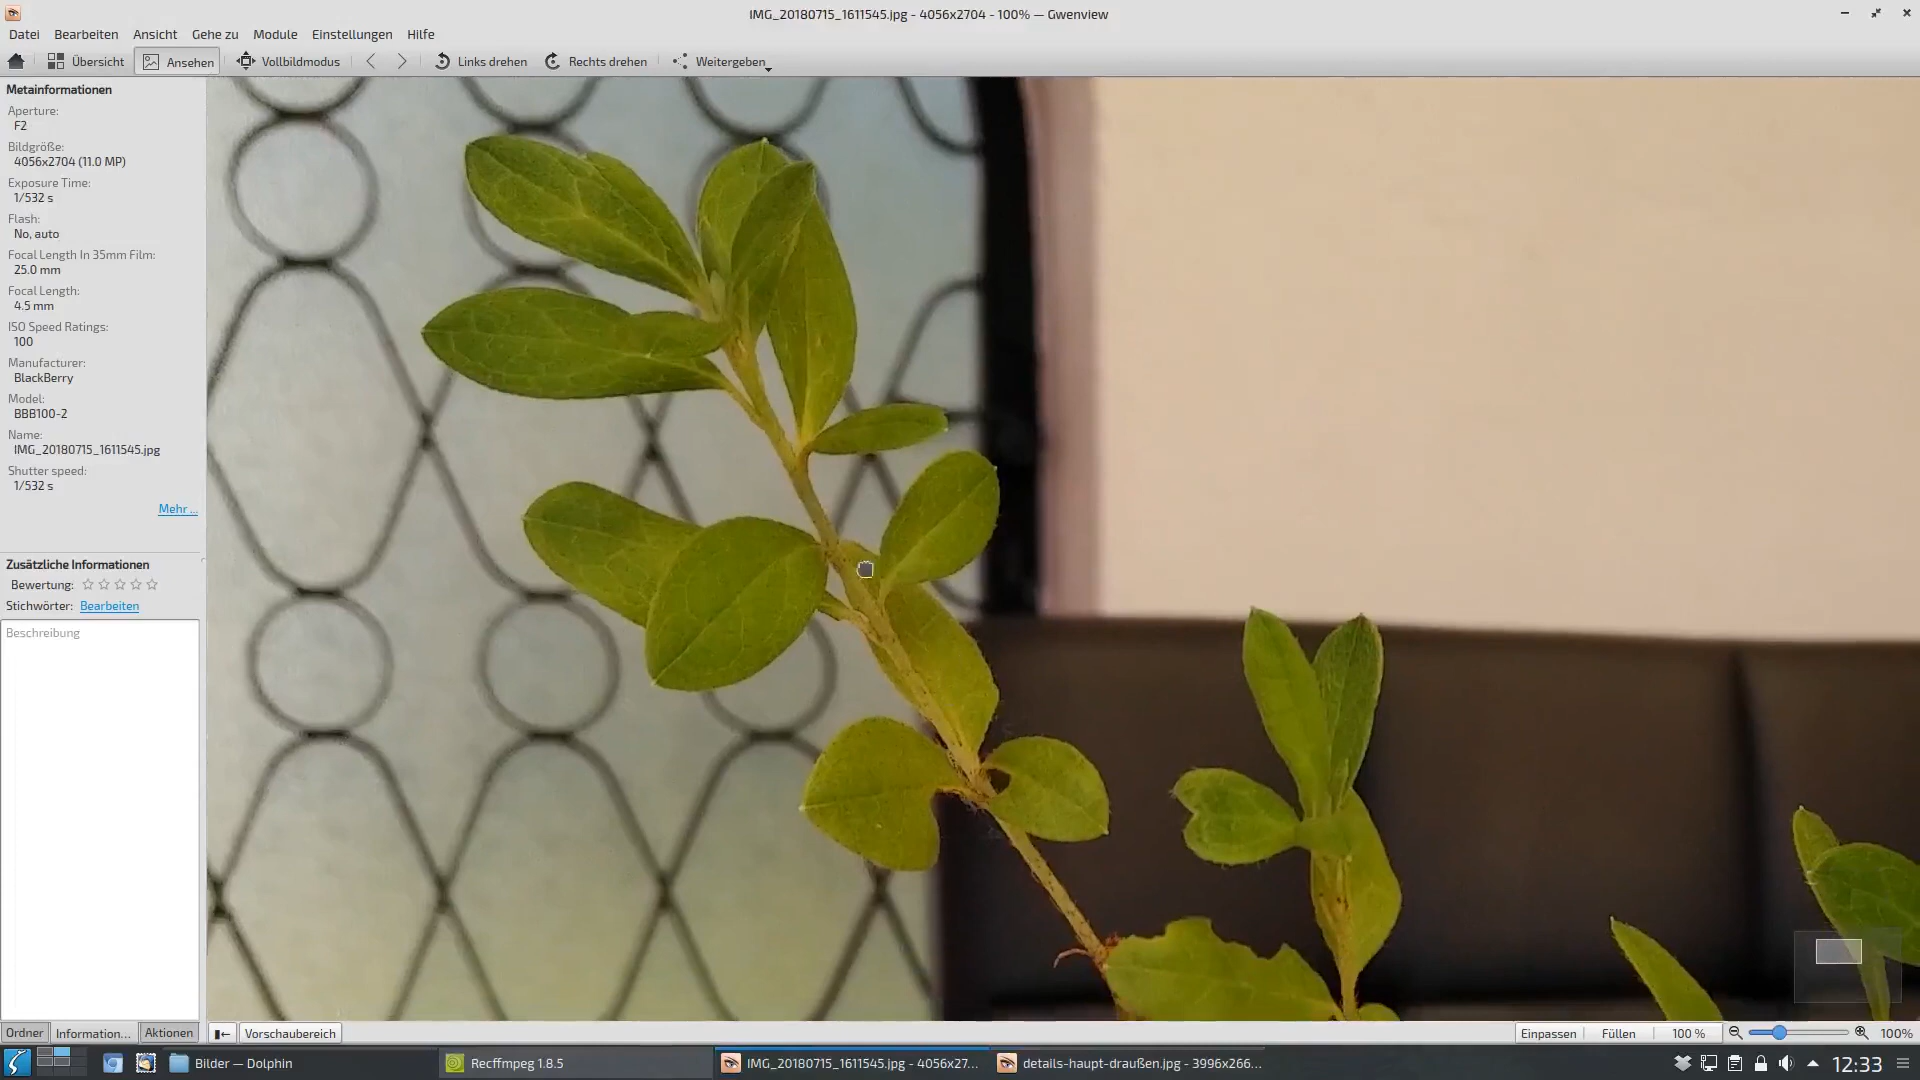 IMG_20180715_1611545.jpg - 4056x2704 - 100% — Gwenview
Datei Bearbeiten Ansicht Gehe zu Module Einstellungen Hilfe
Übersicht Ansehen Vollbildmodus Links drehen Rechts drehen Weitergeben
Metainformationen
Aperture:
F2
Bildgröße:
4056x2704 (11.0 MP)
Exposure Time:
1/532 s
Flash:
No, auto
Focal Length In 35mm Film:
25.0 mm
Focal Length:
4.5 mm
ISO Speed Ratings:
100
Manufacturer:
BlackBerry
Model:
BBB100-2
Name:
IMG_20180715_1611545.jpg
Shutter speed:
1/532 s
Mehr ...
Zusätzliche Informationen
Bewertung:
Stichwörter: Bearbeiten
Beschreibung
Ordner Information... Aktionen Vorschaubereich Einpassen Füllen 100 % 100%
Bilder — Dolphin Recffmpeg 1.8.5 IMG_20180715_1611545.jpg - 4056x27... details-haupt-draußen.jpg - 3996x266... 12:33